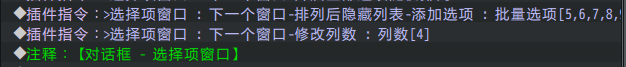 ◆插件指令:>选择项窗口 : 下一个窗口-排列后隐藏列表-添加选项 : 批量选项[5,6,7,8,9
◆插件指令:>选择项窗口 : 下一个窗口-修改列数 : 列数[4]
◆注释:【对话框 - 选择项窗口】